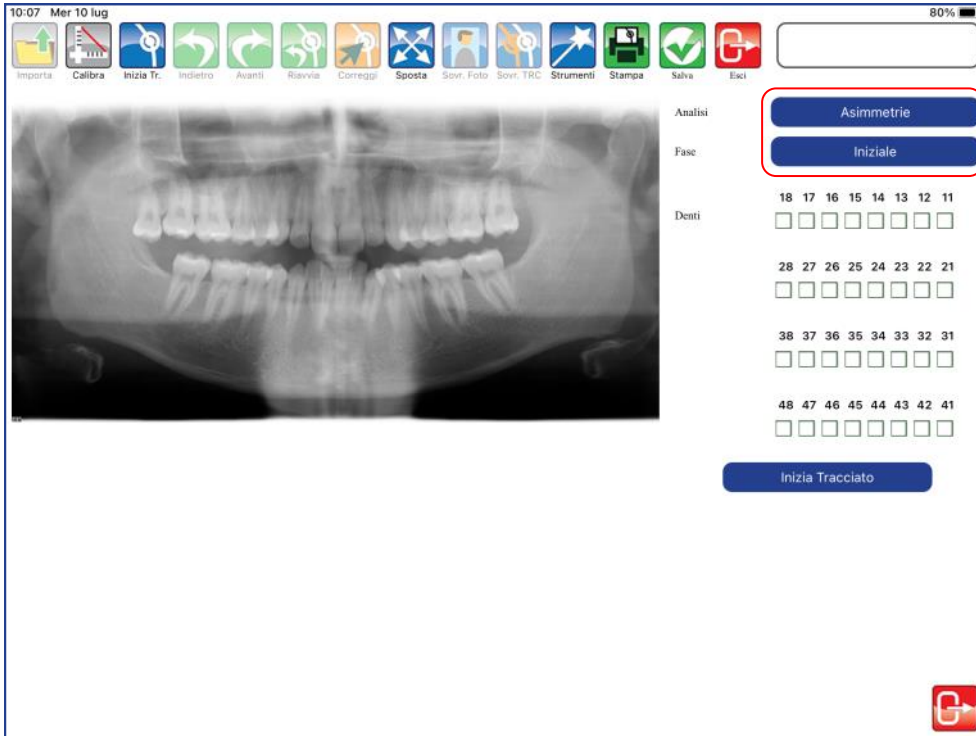 10:07 Mer 10 lug 80%
Importa Calibra Inizia Tr. Indietro Avanti Riavvia Correggi Sposta Sovr. Foto Sovr. TRC Strumenti Stampa Salva Esci
Analisi Asimmetrie
Fase Iniziale
18 17 16 15 14 13 12 11
Denti
28 27 26 25 24 23 22 21
38 37 36 35 34 33 32 31
48 47 46 45 44 43 42 41
Inizia Tracciato